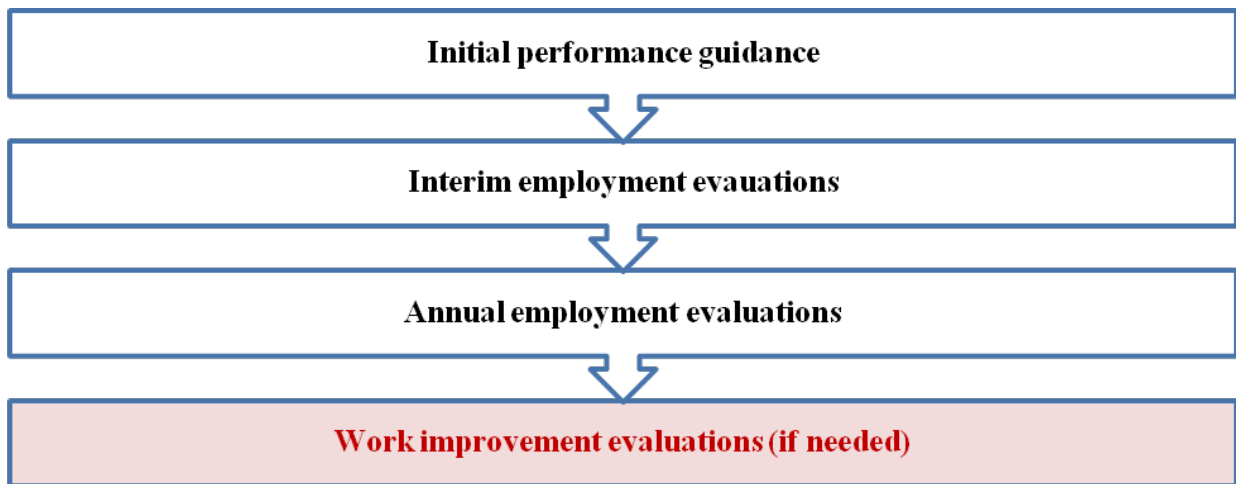 Initial performance guidance
Interim employment evauations
Annual employment evaluations
Work improvement evaluations (if needed)